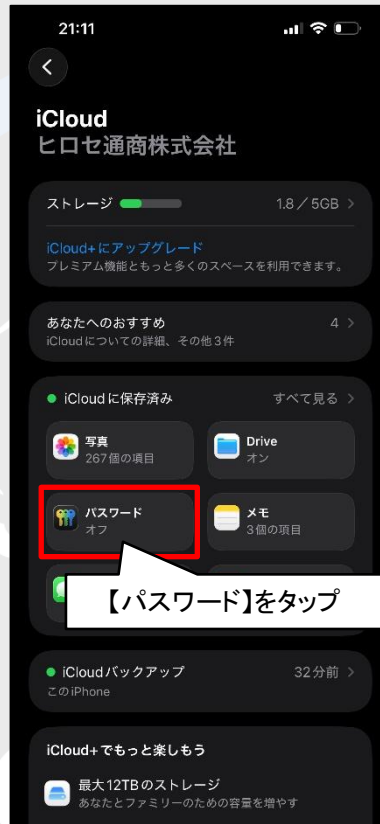 21:11
iCloud
ヒロセ通商株式会社
ストレージ 1.8／5GB
iCloud+にアップグレード
プレミアム機能ともっと多くのスペースを利用できます。
あなたへのおすすめ 4
iCloudについての詳細、その他3件
iCloudに保存済み すべて見る
写真
267個の項目
Drive
オン
パスワード
オフ
メモ
3個の項目
【パスワード】をタップ
iCloudバックアップ 32分前
このiPhone
iCloud+でもっと楽しもう
最大12TBのストレージ
あなたとファミリーのための容量を増やす